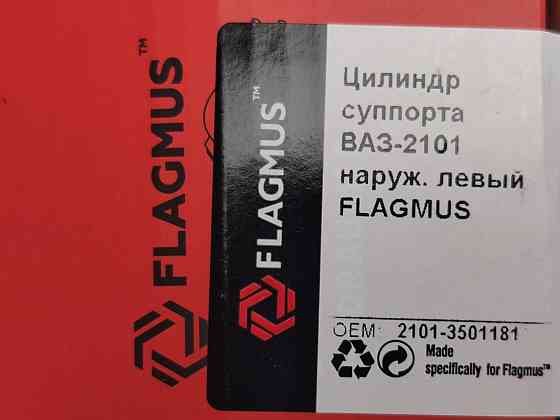 FLAGMUS™
FLAGMUS™
Цилиндр
суппорта
ВАЗ-2101
наруж. левый
FLAGMUS
OEM: 2101-3501181
Made
specifically for Flagmus™